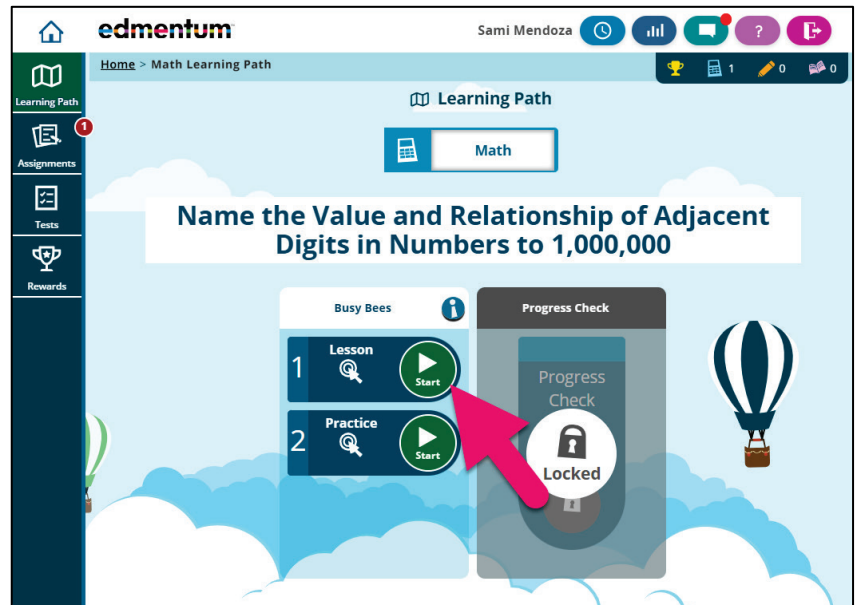 edmentum
Sami Mendoza
?
Home > Math Learning Path
1
0
0
Learning Path
1
Assignments
Tests
Rewards
Learning Path
Math
Name the Value and Relationship of Adjacent
Digits in Numbers to 1,000,000
Busy Bees
i
Progress Check
1
Lesson
Start
2
Practice
Start
Progress
Check
Locked